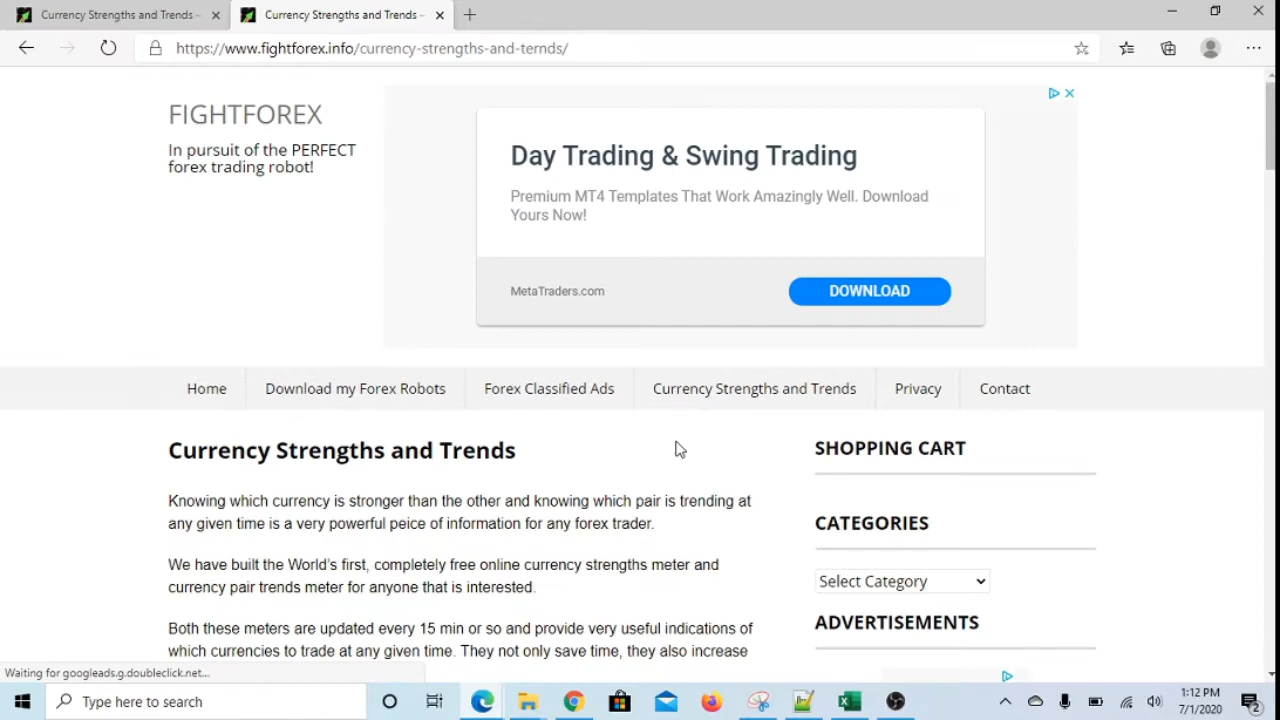 Currency Strengths and Trends -
Currency Strengths and Trends -
https://www.fightforex.info/currency-strengths-and-ternds/
FIGHTFOREX
In pursuit of the PERFECT
forex trading robot!
Day Trading & Swing Trading
Premium MT4 Templates That Work Amazingly Well. Download
Yours Now!
MetaTraders.com
DOWNLOAD
Home
Download my Forex Robots
Forex Classified Ads
Currency Strengths and Trends
Privacy
Contact
Currency Strengths and Trends
Knowing which currency is stronger than the other and knowing which pair is trending at
any given time is a very powerful peice of information for any forex trader.
We have built the World's first, completely free online currency strengths meter and
currency pair trends meter for anyone that is interested.
Both these meters are updated every 15 min or so and provide very useful indications of
which currencies to trade at any given time. They not only save time, they also increase
SHOPPING CART
CATEGORIES
Select Category
ADVERTISEMENTS
Waiting for googleads.g.doubleclick.net...
Type here to search
1:12 PM
7/1/2020
2